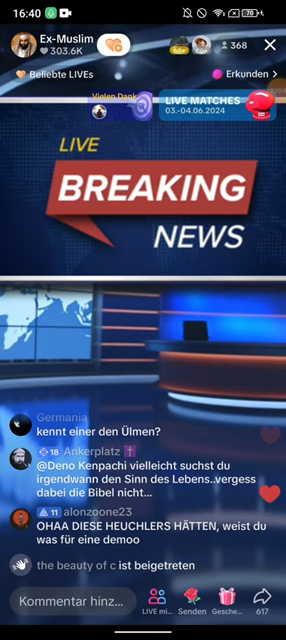 16:40
70
Ex-Muslim
303.6K
60+
60+
368
Beliebte LIVEs
Erkunden
Vielen Dank
LIVE MATCHES
03.-04.06.2024
LIVE
BREAKING
NEWS
Germania
kennt einer den Ülmen?
18 Ankerplatz
@Deno Kenpachi vielleicht suchst du
irgendwann den Sinn des Lebens..vergess
dabei die Bibel nicht...
11 alonzoone23
OHAA DIESE HEUCHLERS HÄTTEN, weist du
was für eine demoo
the beauty of c ist beigetreten
Kommentar hinz...
LIVE mi...
Senden
Gesche...
617